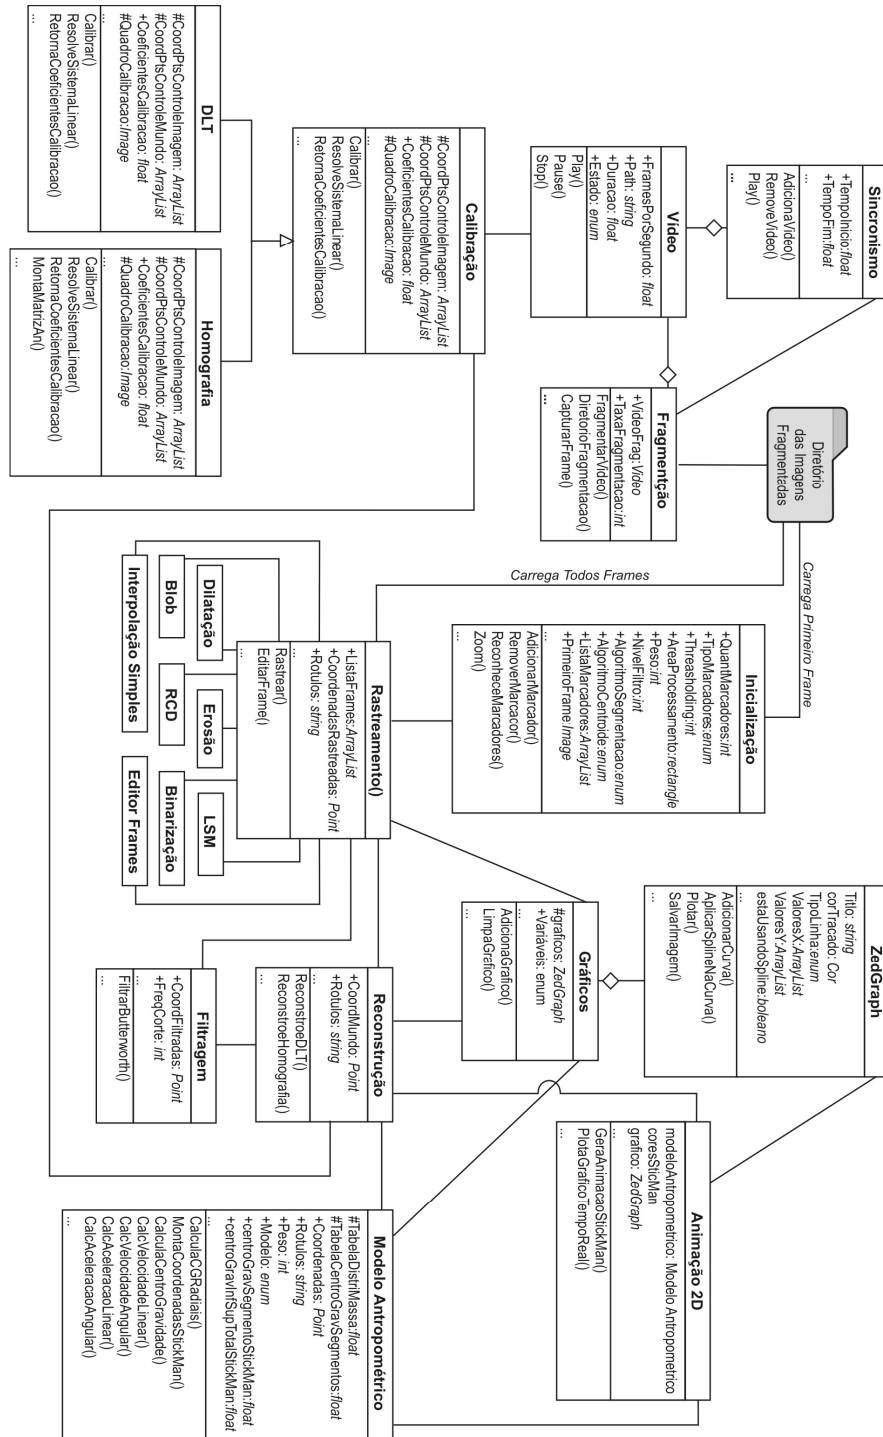 Sincronismo
+TempoInicio:float
+TempoFim:float
...
AdicionaVideo()
RemoveVideo()
Play()
...
Vídeo
+FramesPorSegundo: float
+Path: string
+Duracao: float
+Estado: enum
Play()
Pause()
Stop()
Calibração
#CoordPtsControleImagem: ArrayList
#CoordPtsControleMundo: ArrayList
+CoeficientesCalibracao: float
#QuadroCalibracao:Image
...
Calibrar()
ResolveSistemaLinear()
RetornaCoeficientesCalibracao()
...
DLT
#CoordPtsControleImagem: ArrayList
#CoordPtsControleMundo: ArrayList
+CoeficientesCalibracao: float
#QuadroCalibracao:Image
...
Calibrar()
ResolveSistemaLinear()
RetornaCoeficientesCalibracao()
...
Homografia
#CoordPtsControleImagem: ArrayList
#CoordPtsControleMundo: ArrayList
+CoeficientesCalibracao: float
#QuadroCalibracao:Image
...
Calibrar()
ResolveSistemaLinear()
RetornaCoeficientesCalibracao()
MontaMatrizAn()
...
Fragmentção
+VideoFrag:Video
+TaxaFragmentacao:int
FragmentarVideo()
DiretorioFragmentacao()
CapturarFrame()
...
Diretório
das Imagens
Fragmentadas
Carrega Primeiro Frame
Carrega Todos Frames
Inicialização
+QuantMarcadores:int
+TipoMarcadores:enum
+Threasholding:int
+AreaProcessamento:rectangle
+Peso:int
+NivelFiltro:int
+AlgoritmoSegmentacao:enum
+AlgoritmoCentroide:enum
+ListaMarcadores:ArrayList
+PrimeiroFrame:Image
...
AdicionarMarcador()
RemoverMarcacor()
ReconheceMarcadores()
Zoom()
...
Rastreamento()
+ListaFrames:ArrayList
+CoordenadasRastreadas: Point
+Rotulos: string
...
Rastrear()
EditarFrame()
...
Dilatação
Erosão
LSM
Blob
RCD
Binarização
Interpolação Simples
Editor Frames
ZedGraph
Titlo: string
corTracado: Cor
TipoLinha:enum
ValoresX:ArrayList
ValoresY:ArrayList
estaUsandoSpline:boleano
...
AdicionarCurva()
AplicarSplineNaCurva()
Plotar()
SalvarImagem()
...
Gráficos
#graficos: ZedGraph
+Variáveis: enum
...
AdicionaGrafico()
LimpaGrafico()
...
Reconstrução
+CoordMundo: Point
+Rotulos: string
...
ReconstroeDLT()
ReconstroeHomografia()
...
Filtragem
+CoordFiltradas: Point
+FreqCorte: int
...
FiltrarButterworth()
...
Animação 2D
modeloAntropometrico: Modelo Antropometrico
coresSticMan
grafico: ZedGraph
...
GeraAnimacaoStickMan()
PlotaGraficoTempoReal()
...
Modelo Antropométrico
#TabelaDistriMassa:float
#TabelaCentroGravSegmentos:float
+Coordenadas: Point
+Rotulos: string
+Peso: int
+Modelo: enum
+centroGravSegmentoStickMan:float
+centroGravInfSupTotalStickMan:float
...
CalculaCGRadiais()
MontaCoordenadasStickMan()
CalculaCentroGravidade()
CalcVelocidadeLinear()
CalcVelocidadeAngular()
CalcAceleracaoLinear()
CalcAceleracaoAngular()
...